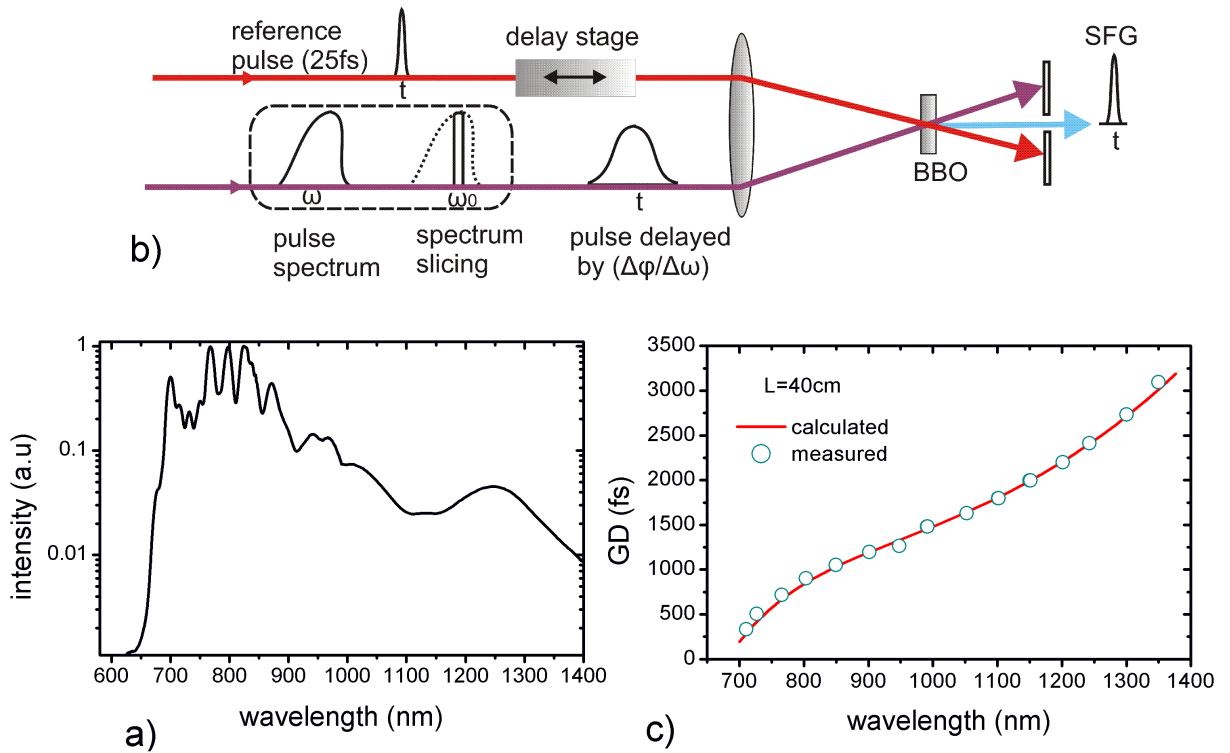 reference
pulse (25fs)
t
delay stage
SFG
t
BBO
ω
ω0
t
pulse
spectrum
spectrum
slicing
pulse delayed
by (Δφ/Δω)
b)
1
0.1
0.01
intensity (a.u)
600 700 800 900 1000 1100 1200 1300 1400
wavelength (nm)
a)
3500
3000
2500
2000
1500
1000
500
0
GD (fs)
L=40cm
calculated
measured
700 800 900 1000 1100 1200 1300 1400
wavelength (nm)
c)